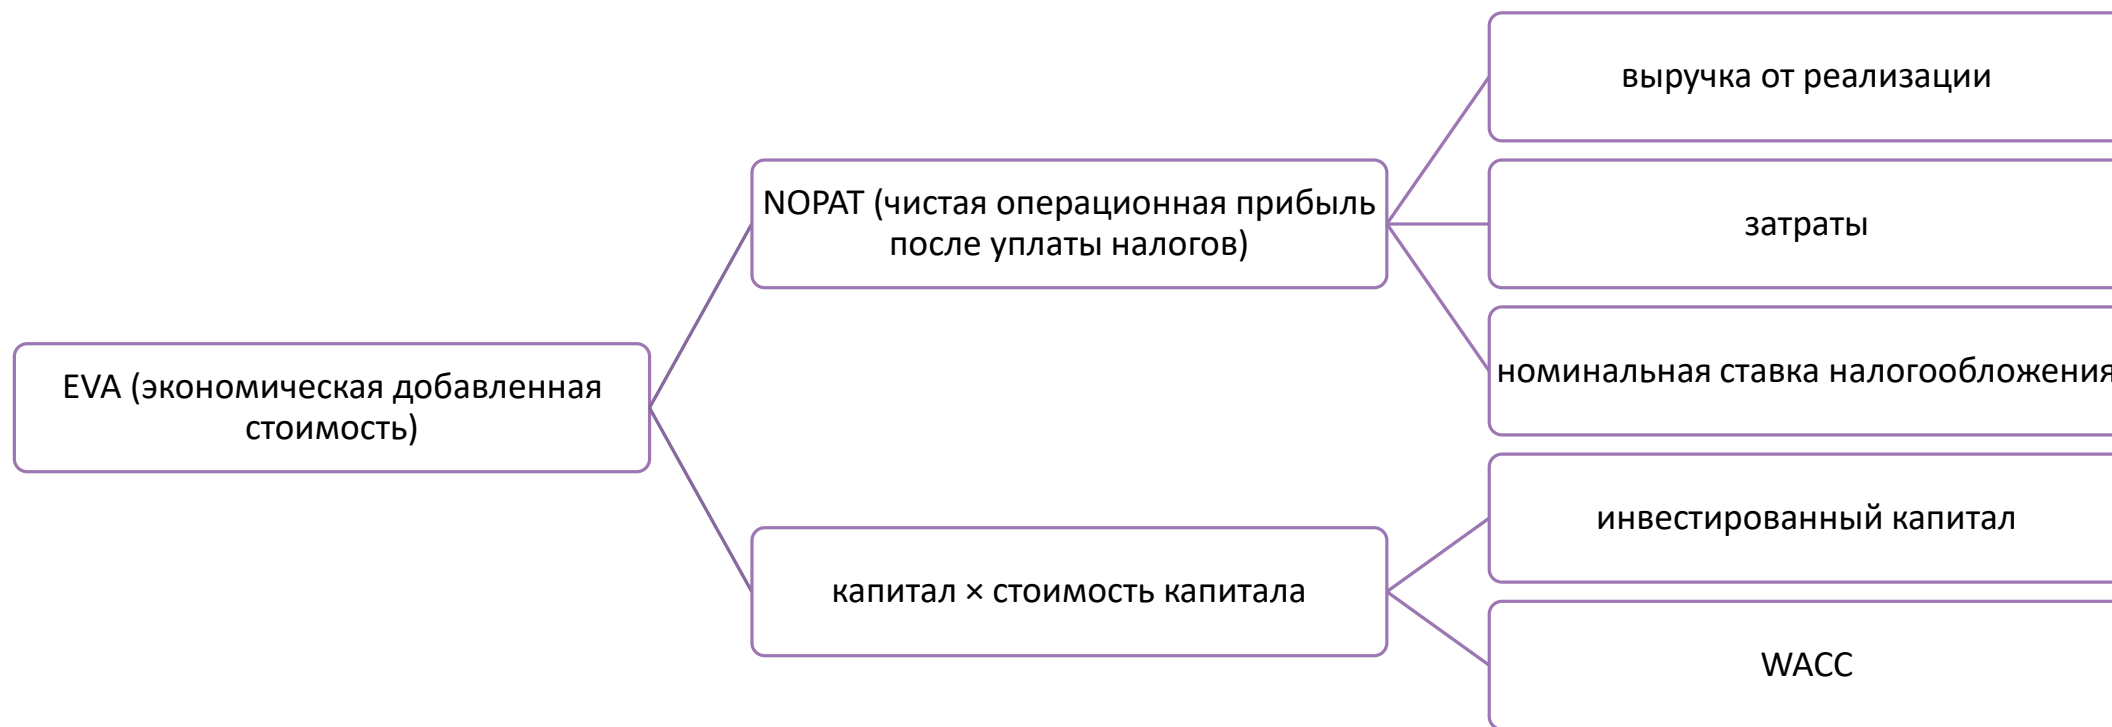 выручка от реализации
NOPAT (чистая операционная прибыль
после уплаты налогов)
затраты
номинальная ставка налогообложения
EVA (экономическая добавленная
стоимость)
инвестированный капитал
капитал × стоимость капитала
WACC